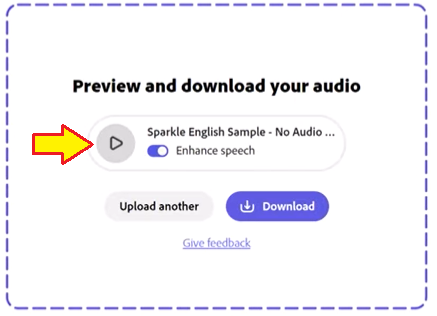 Preview and download your audio
Sparkle English Sample - No Audio ...
Enhance speech
Upload another
Download
Give feedback